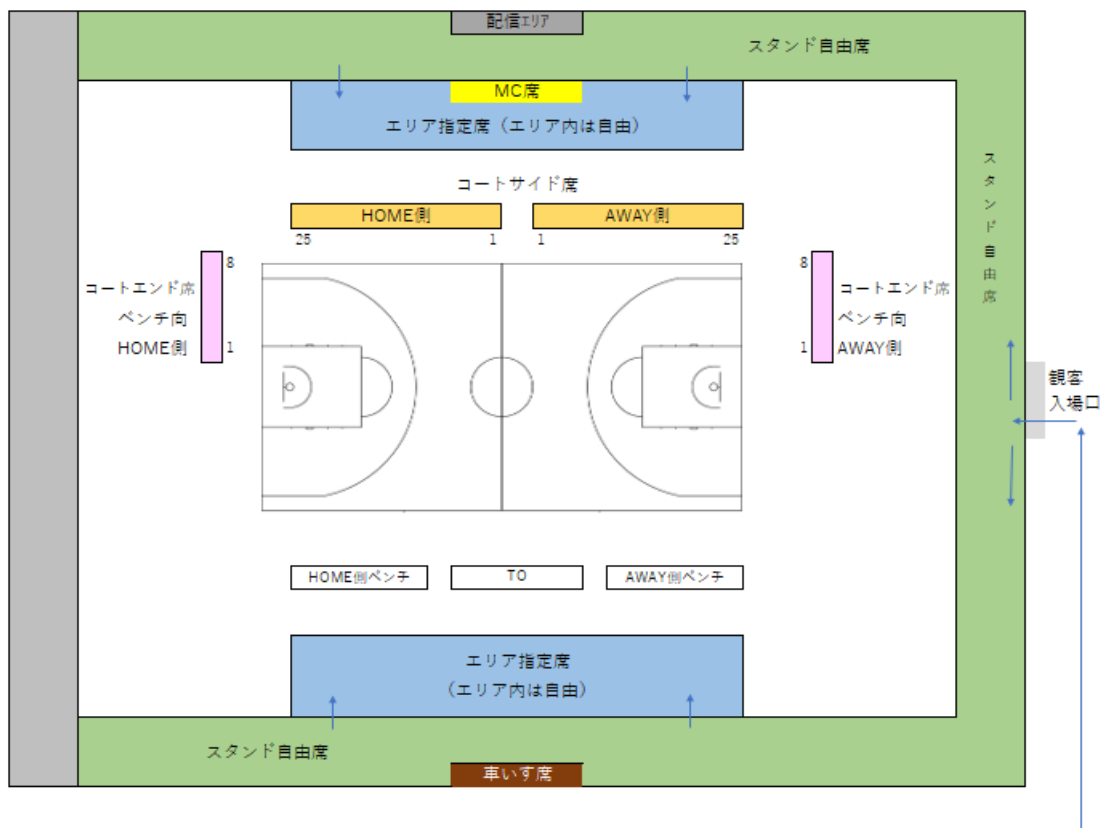 配信エリア
スタンド自由席
MC席
エリア指定席（エリア内は自由）
コートサイド席
HOME側
AWAY側
25
1
1
25
8
コートエンド席
ベンチ向
HOME側
1
8
コートエンド席
ベンチ向
1
AWAY側
スタンド自由席
観客
入場口
HOME側ベンチ
TO
AWAY側ベンチ
エリア指定席
（エリア内は自由）
スタンド自由席
車いす席